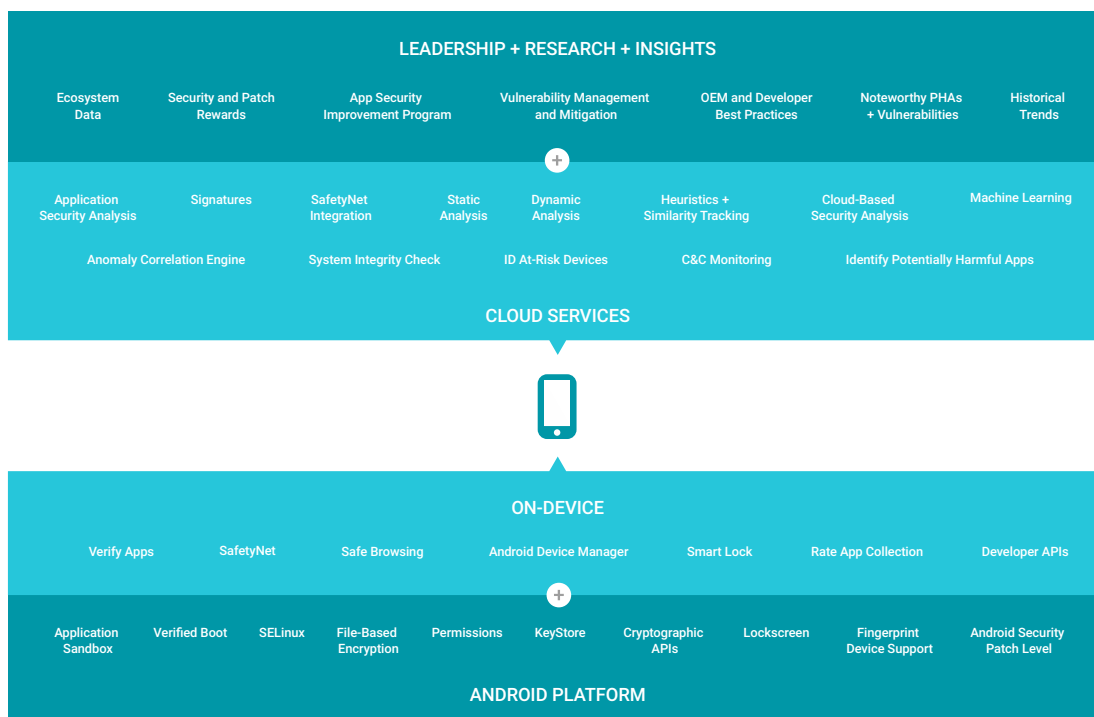 LEADERSHIP + RESEARCH + INSIGHTS
Ecosystem
Data
Security and Patch
Rewards
App Security
Improvement Program
Vulnerability Management
and Mitigation
OEM and Developer
Best Practices
Noteworthy PHAs
+ Vulnerabilities
Historical
Trends
+
Application
Security Analysis
Signatures
SafetyNet
Integration
Static
Analysis
Dynamic
Analysis
Heuristics +
Similarity Tracking
Cloud-Based
Security Analysis
Machine Learning
Anomaly Correlation Engine
System Integrity Check
ID At-Risk Devices
C&C Monitoring
Identify Potentially Harmful Apps
CLOUD SERVICES
ON-DEVICE
Verify Apps
SafetyNet
Safe Browsing
Android Device Manager
Smart Lock
Rate App Collection
Developer APIs
+
Application
Sandbox
Verified Boot
SELinux
File-Based
Encryption
Permissions
KeyStore
Cryptographic
APIs
Lockscreen
Fingerprint
Device Support
Android Security
Patch Level
ANDROID PLATFORM